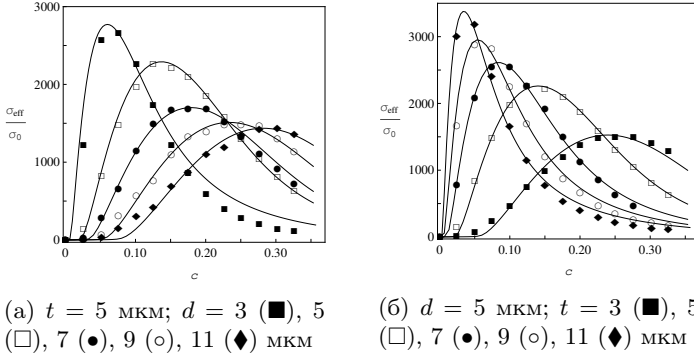 (a)
3000
2000
1000
0
σeff
σ0
0
0.10
0.20
0.30
c
(б)
3000
2000
1000
0
σeff
σ0
0
0.10
0.20
0.30
c
(а) t = 5 мкм; d = 3 (■), 5
(□), 7 (●), 9 (○), 11 (♦) мкм
(б) d = 5 мкм; t = 3 (■), 5
(□), 7 (●), 9 (○), 11 (♦) мкм